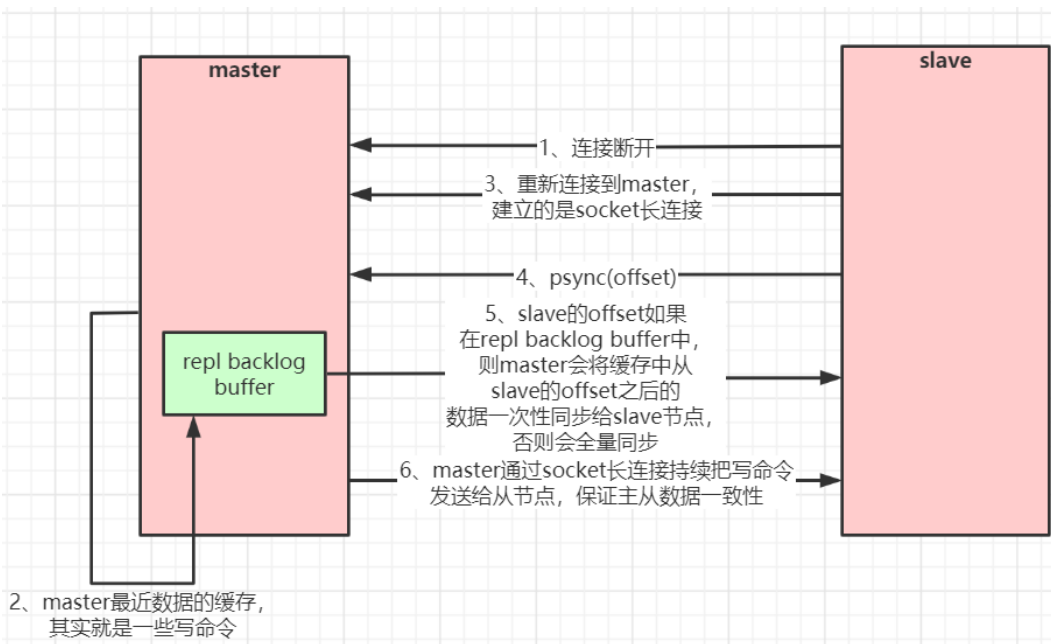 master
slave
1、连接断开
3、重新连接到master，
建立的是socket长连接
4、psync(offset)
5、slave的offset如果
在repl backlog buffer中，
则master会将缓存中从
slave的offset之后的
数据一次性同步给slave节点，
否则会全量同步
repl backlog
buffer
6、master通过socket长连接持续把写命令
发送给从节点，保证主从数据一致性
2、master最近数据的缓存，
其实就是一些写命令